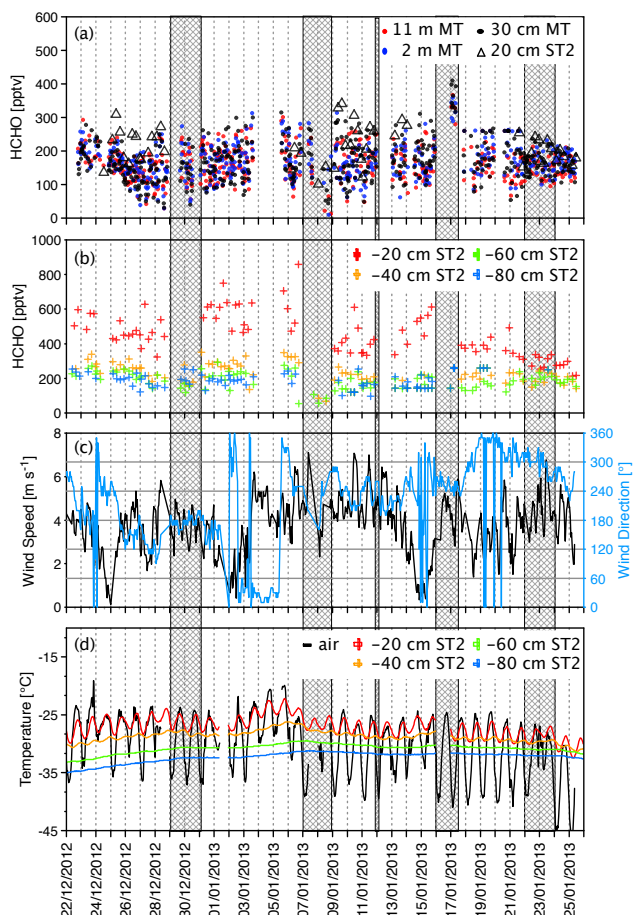 600
(a)
11 m MT
30 cm MT
500
2 m MT
20 cm ST2
400
HCHO [pptv]
300
200
100
0
1000
(b)
-20 cm ST2
-60 cm ST2
800
-40 cm ST2
-80 cm ST2
HCHO [pptv]
600
400
200
0
8
(c)
360
Wind Speed [m s⁻¹]
6
300
240
4
180
Wind Direction [°]
2
120
60
0
0
(d)
air
-20 cm ST2
-60 cm ST2
-15
-40 cm ST2
-80 cm ST2
Temperature [°C]
-25
-35
-45
22/12/2012
24/12/2012
26/12/2012
28/12/2012
30/12/2012
01/01/2013
03/01/2013
05/01/2013
07/01/2013
09/01/2013
11/01/2013
13/01/2013
15/01/2013
17/01/2013
19/01/2013
21/01/2013
23/01/2013
25/01/2013